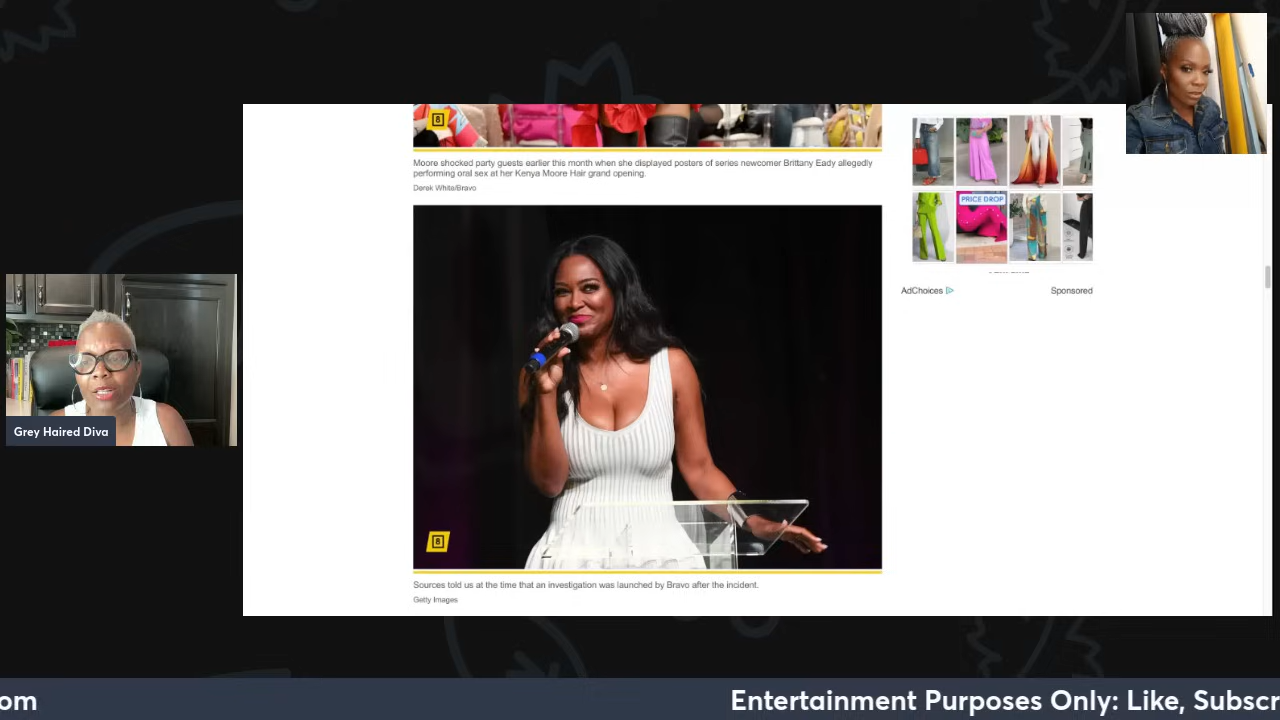 8
Moore shocked party guests earlier this month when she displayed posters of series newcomer Brittany Eady allegedly
performing oral sex at her Kenya Moore Hair grand opening.
Derek White/Bravo
PRICE DROP
AdChoices
Sponsored
Grey Haired Diva
8
Sources told us at the time that an investigation was launched by Bravo after the incident.
Getty Images
om
Entertainment Purposes Only: Like, Subscr